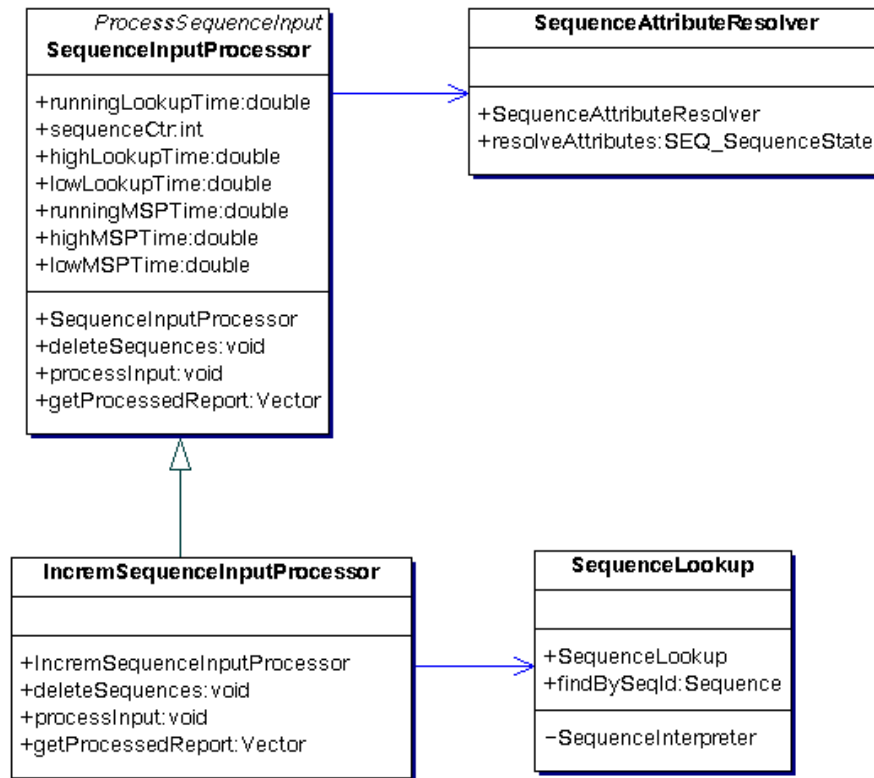 ProcessSequenceInput
SequenceInputProcessor
+runningLookupTime:double
+sequenceCtr:int
+highLookupTime:double
+lowLookupTime:double
+runningMSPTime:double
+highMSPTime:double
+lowMSPTime:double
+SequenceInputProcessor
+deleteSequences:void
+processInput:void
+getProcessedReport:Vector
SequenceAttributeResolver
+SequenceAttributeResolver
+resolveAttributes:SEQ_SequenceState
IncremSequenceInputProcessor
+IncremSequenceInputProcessor
+deleteSequences:void
+processInput:void
+getProcessedReport:Vector
SequenceLookup
+SequenceLookup
+findBySeqId:Sequence
-SequenceInterpreter